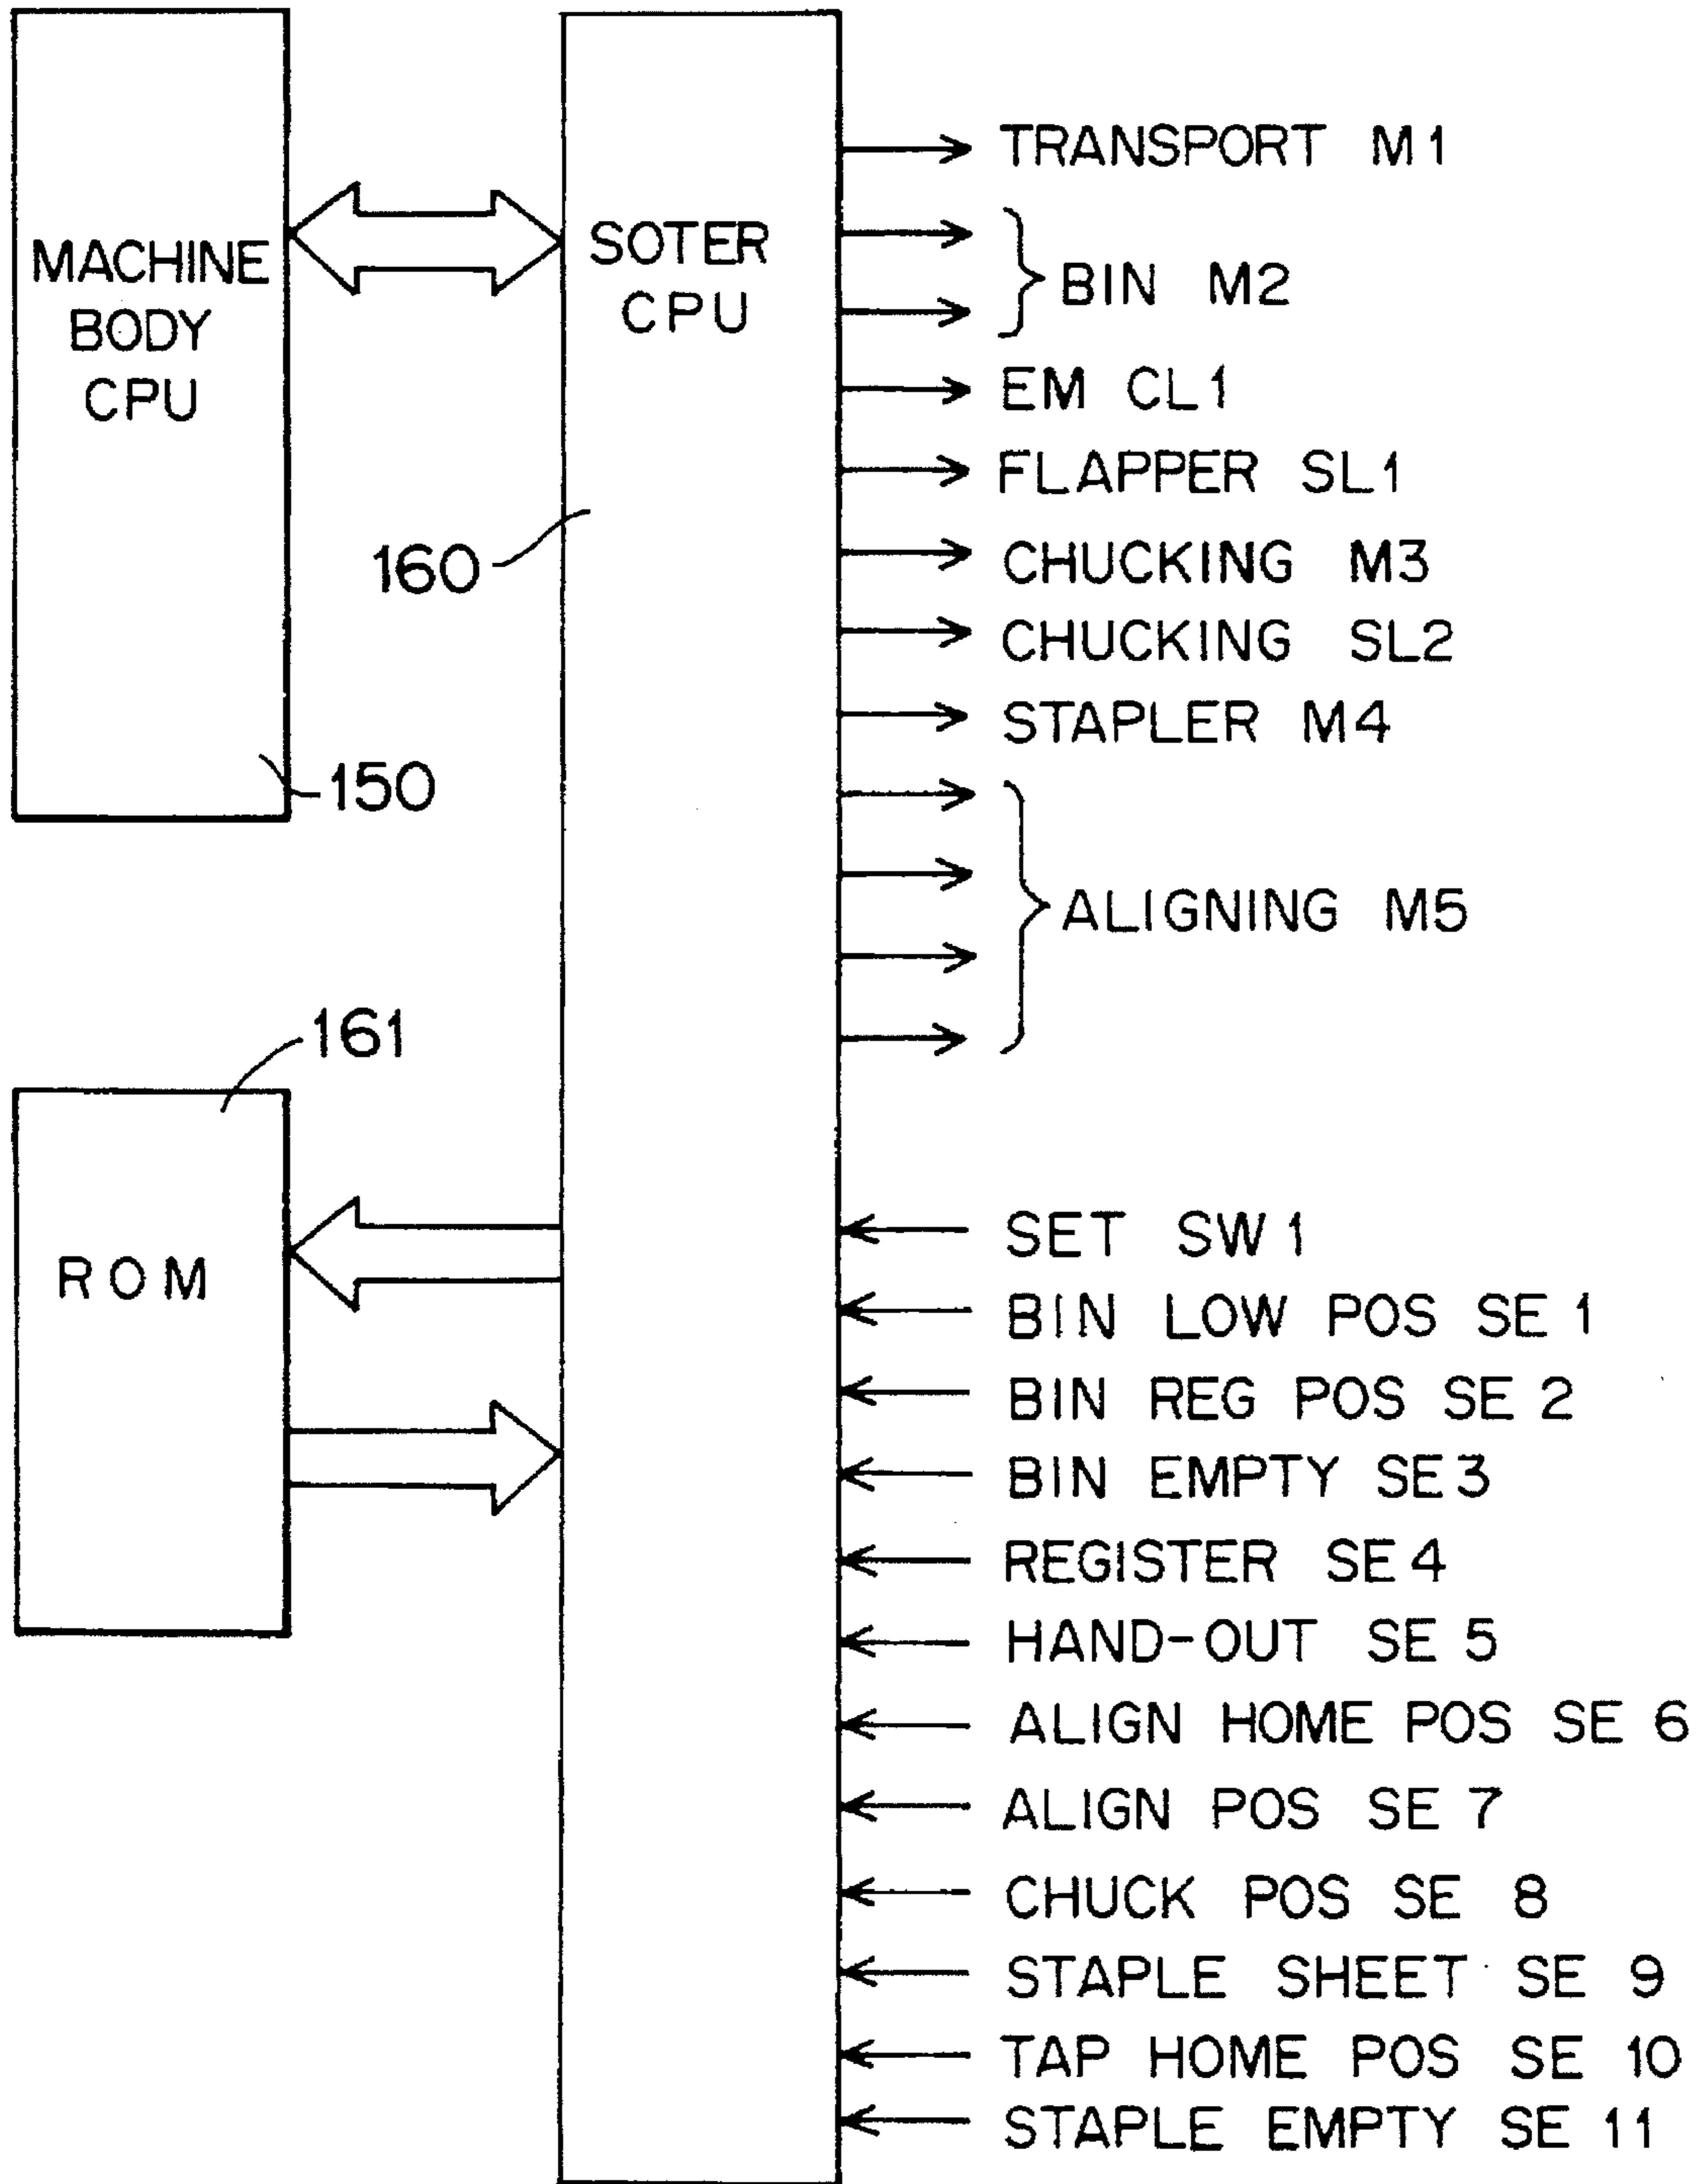 MACHINE
BODY
CPU
150
SOTER
CPU
160
161
ROM
TRANSPORT M1
BIN M2
EM CL1
FLAPPER SL1
CHUCKING M3
CHUCKING SL2
STAPLER M4
ALIGNING M5
SET SW1
BIN LOW POS SE 1
BIN REG POS SE 2
BIN EMPTY SE3
REGISTER SE4
HAND-OUT SE 5
ALIGN HOME POS SE 6
ALIGN POS SE 7
CHUCK POS SE 8
STAPLE SHEET SE 9
TAP HOME POS SE 10
STAPLE EMPTY SE 11